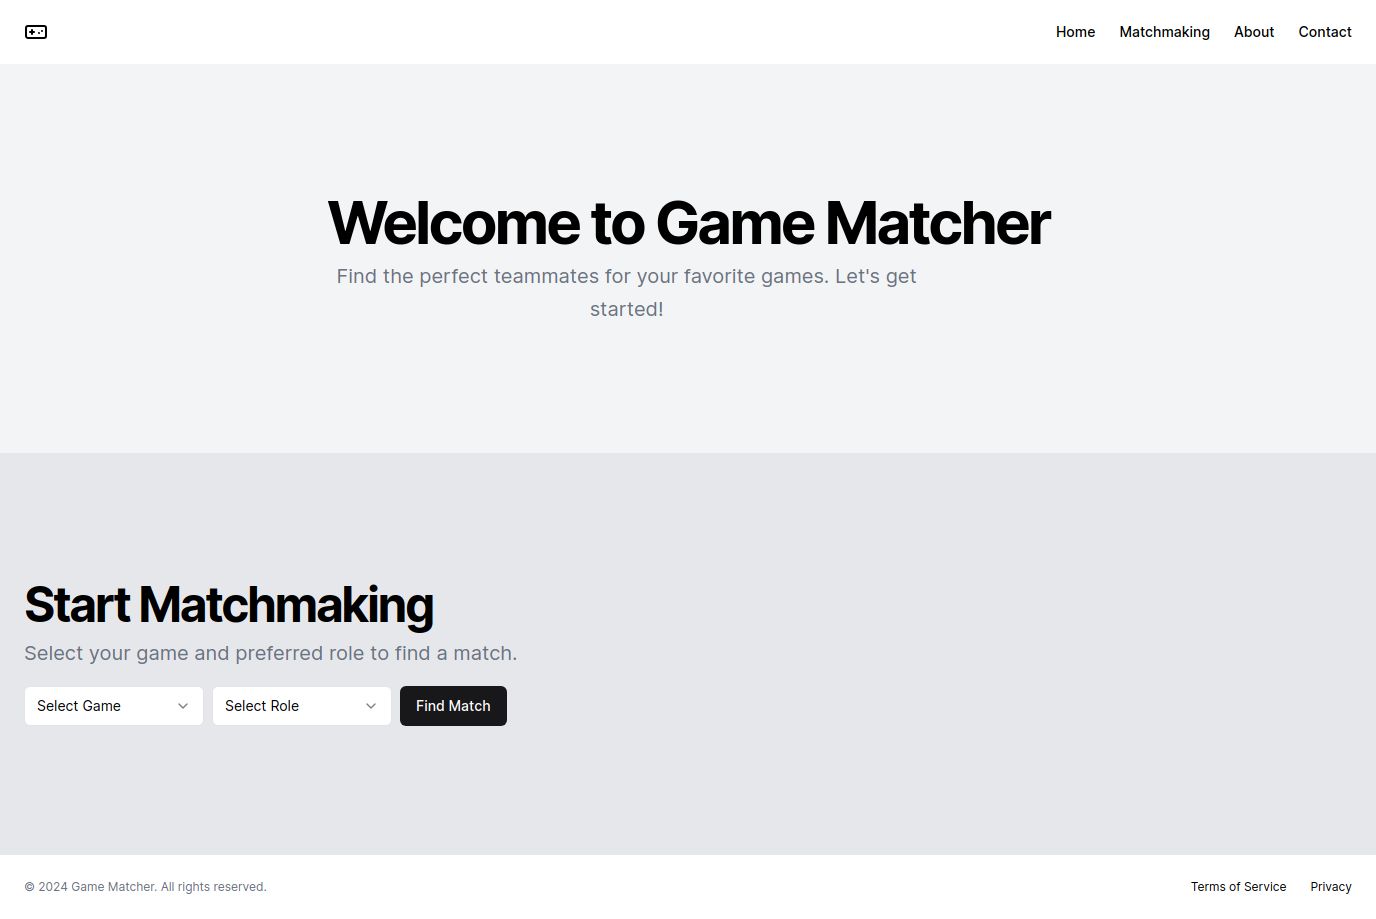 Home Matchmaking About Contact
Welcome to Game Matcher
Find the perfect teammates for your favorite games. Let's get
started!
Start Matchmaking
Select your game and preferred role to find a match.
Select Game Select Role Find Match
© 2024 Game Matcher. All rights reserved. Terms of Service Privacy